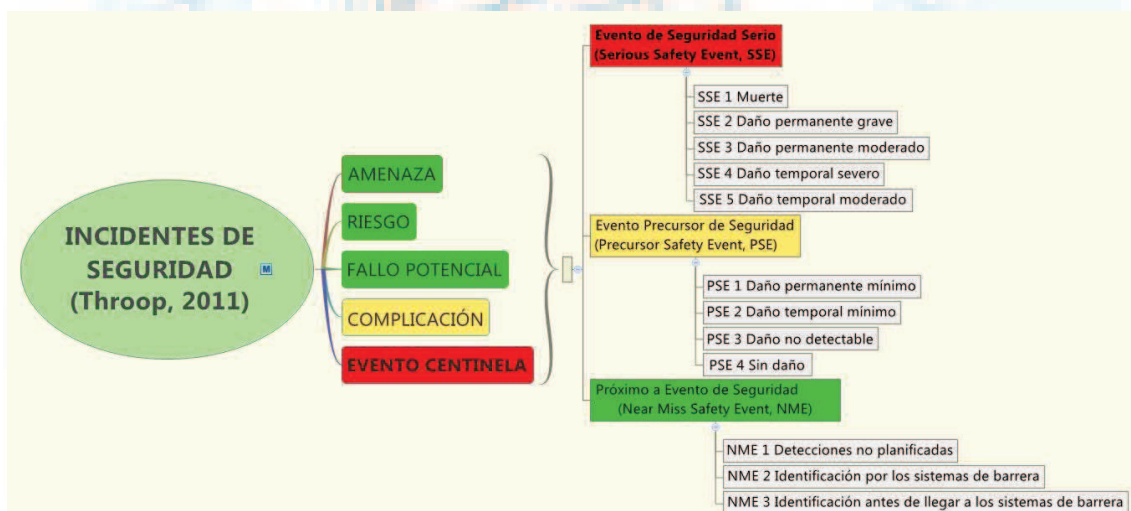 INCIDENTES DE
SEGURIDAD
(Throop, 2011)
M
AMENAZA
RIESGO
FALLO POTENCIAL
COMPLICACIÓN
EVENTO CENTINELA
Evento de Seguridad Serio
(Serious Safety Event, SSE)
SSE 1 Muerte
SSE 2 Daño permanente grave
SSE 3 Daño permanente moderado
SSE 4 Daño temporal severo
SSE 5 Daño temporal moderado
Evento Precursor de Seguridad
(Precursor Safety Event, PSE)
PSE 1 Daño permanente mínimo
PSE 2 Daño temporal mínimo
PSE 3 Daño no detectable
PSE 4 Sin daño
Próximo a Evento de Seguridad
(Near Miss Safety Event, NME)
NME 1 Detecciones no planificadas
NME 2 Identificación por los sistemas de barrera
NME 3 Identificación antes de llegar a los sistemas de barrera